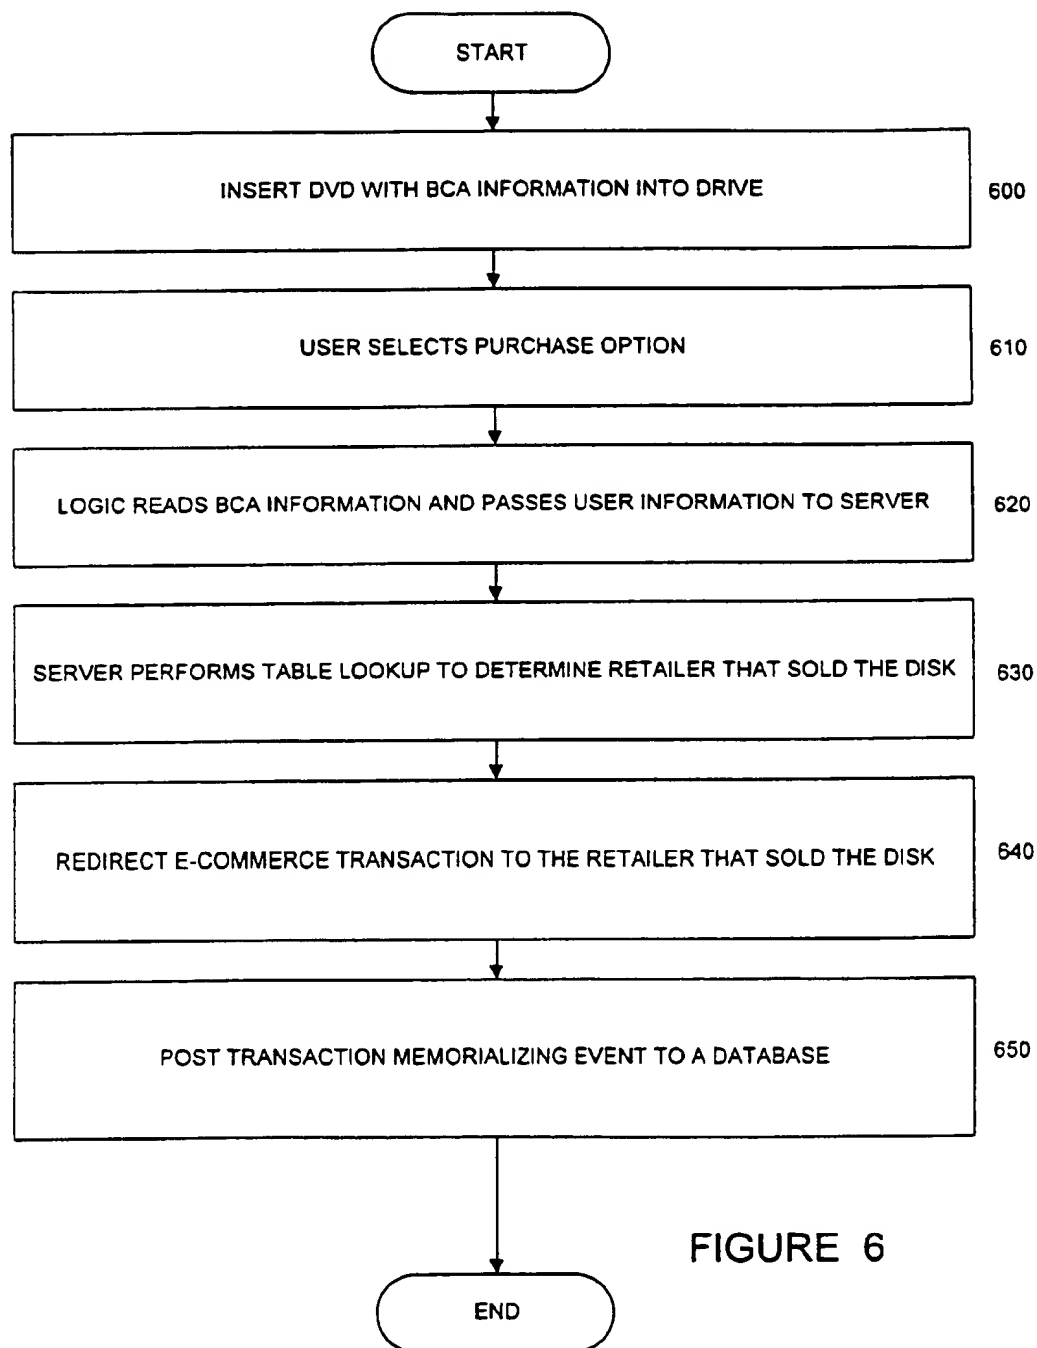 START
INSERT DVD WITH BCA INFORMATION INTO DRIVE
600
USER SELECTS PURCHASE OPTION
610
LOGIC READS BCA INFORMATION AND PASSES USER INFORMATION TO SERVER
620
SERVER PERFORMS TABLE LOOKUP TO DETERMINE RETAILER THAT SOLD THE DISK
630
REDIRECT E-COMMERCE TRANSACTION TO THE RETAILER THAT SOLD THE DISK
640
POST TRANSACTION MEMORIALIZING EVENT TO A DATABASE
650
FIGURE 6
END